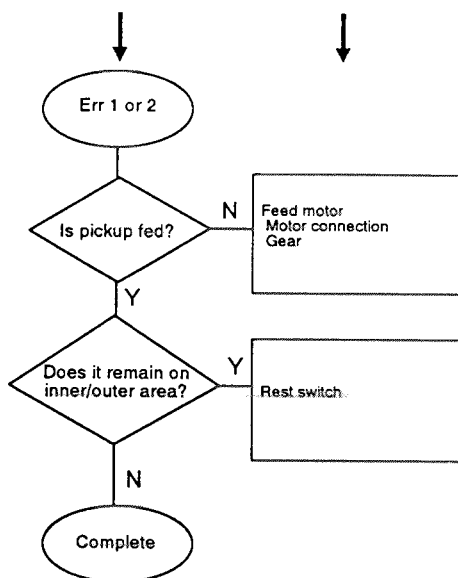 Err 1 or 2
Is pickup fed?
N
Feed motor
Motor connection
Gear
Y
Does it remain on
inner/outer area?
Y
Rest switch
N
Complete